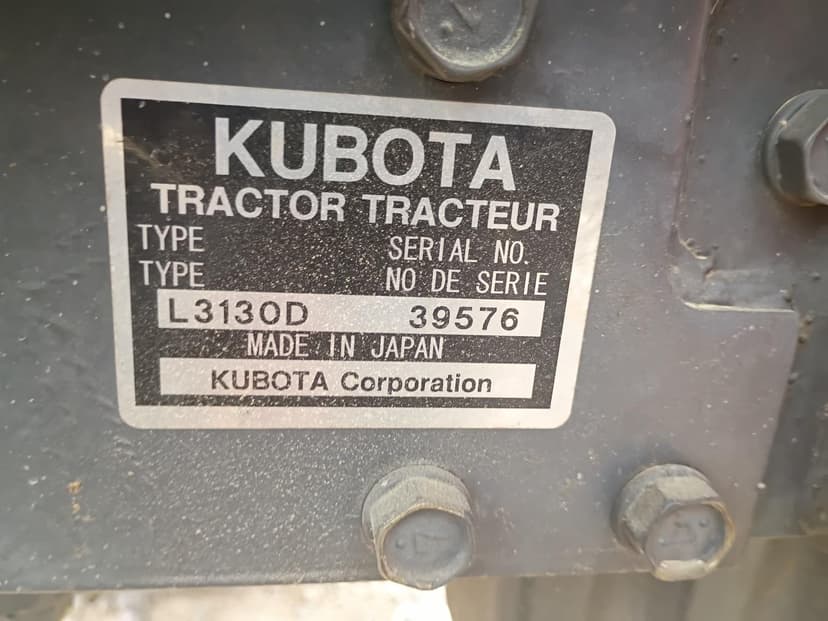 KUBOTA
TRACTOR TRACTEUR
TYPE SERIAL NO.
TYPE NO DE SERIE
L3130D 39576
MADE IN JAPAN
KUBOTA Corporation